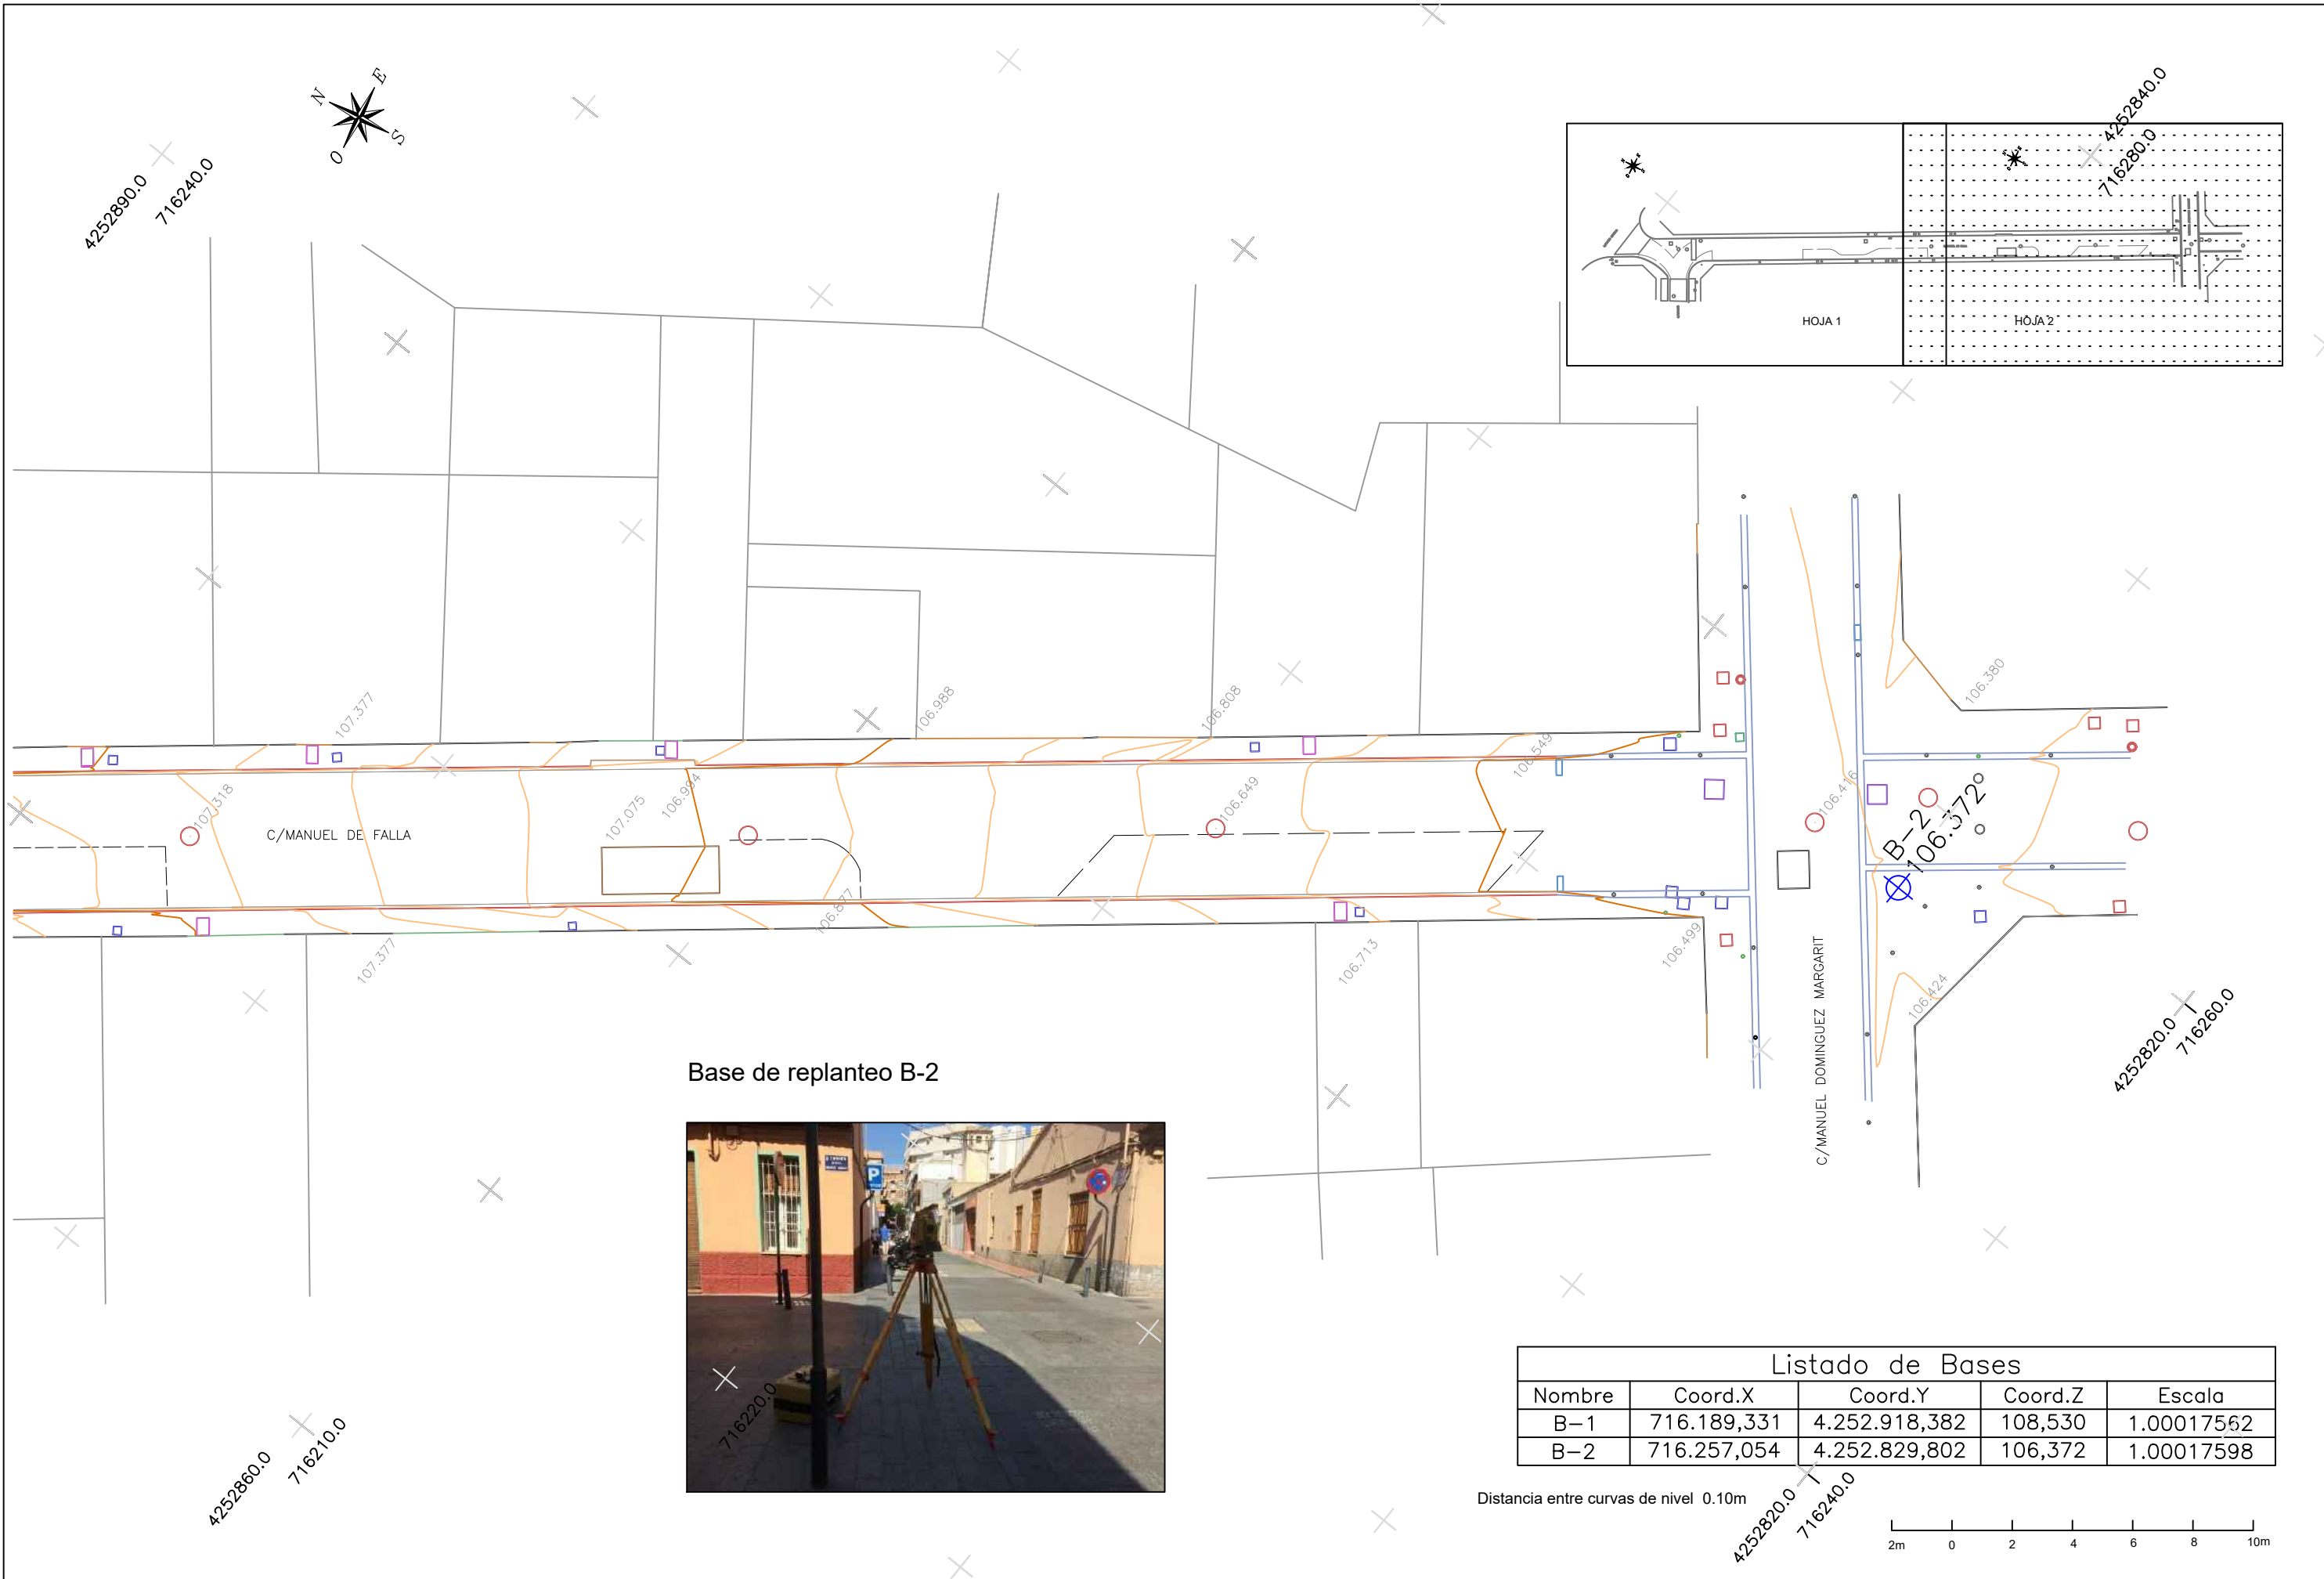 N
E
S
O
4252890.0
716240.0
4252840.0
716280.0
HOJA 1
HOJA 2
107.377
106.988
106.808
106.549
106.380
107.318
C/MANUEL DE FALLA
107.075
106.994
106.649
106.416
B-2
106.372
107.377
106.877
106.713
106.499
106.424
C/MANUEL DOMINGUEZ MARGARIT
4252820.0
716260.0
Base de replanteo B-2
P
716220.0
4252860.0
716210.0
Listado de Bases
Nombre Coord.X Coord.Y Coord.Z Escala
B-1 716.189,331 4.252.918,382 108,530 1.00017562
B-2 716.257,054 4.252.829,802 106,372 1.00017598
Distancia entre curvas de nivel 0.10m
4252820.0
716240.0
2m 0 2 4 6 8 10m